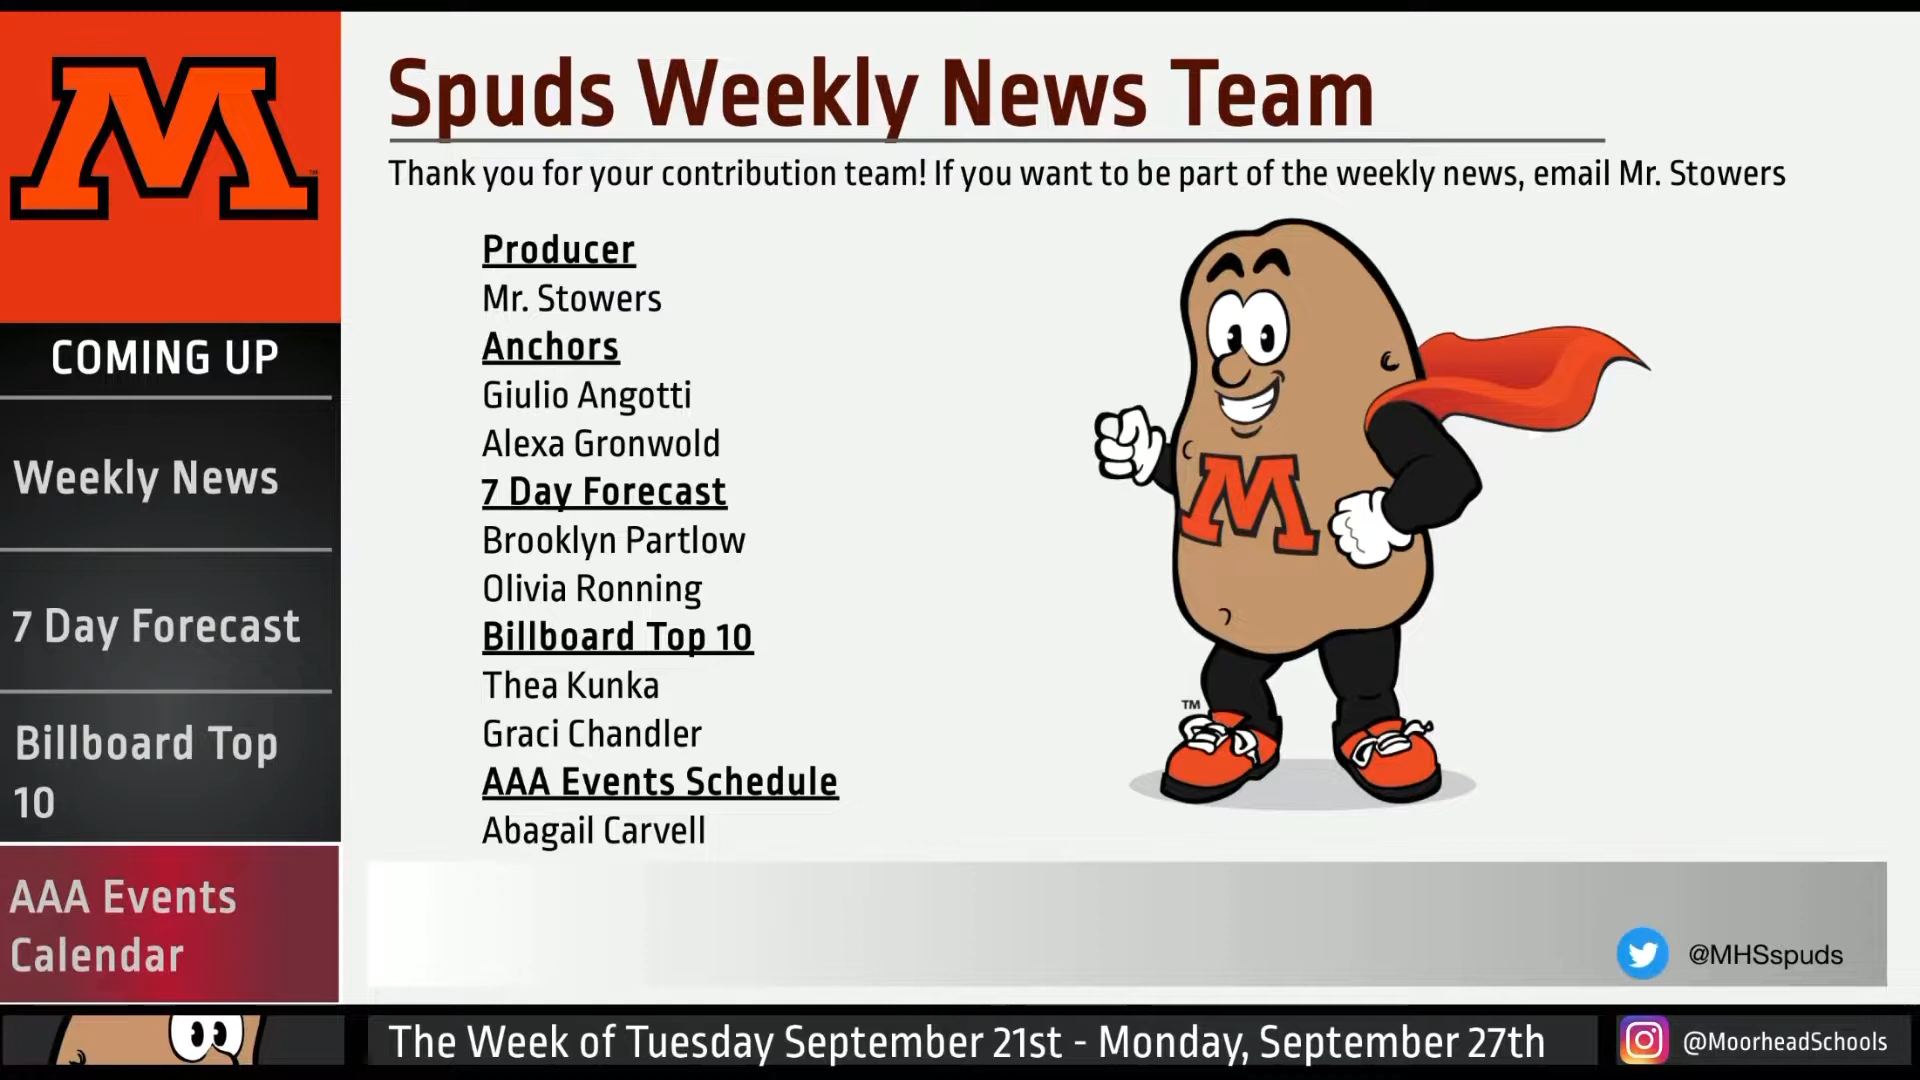 M
™
COMING UP
Weekly News
7 Day Forecast
Billboard Top
10
AAA Events
Calendar
Spuds Weekly News Team
Thank you for your contribution team! If you want to be part of the weekly news, email Mr. Stowers
Producer
Mr. Stowers
Anchors
Giulio Angotti
Alexa Gronwold
7 Day Forecast
Brooklyn Partlow
Olivia Ronning
Billboard Top 10
Thea Kunka
Graci Chandler
AAA Events Schedule
Abagail Carvell
M
TM
@MHSspuds
The Week of Tuesday September 21st - Monday, September 27th
@MoorheadSchools